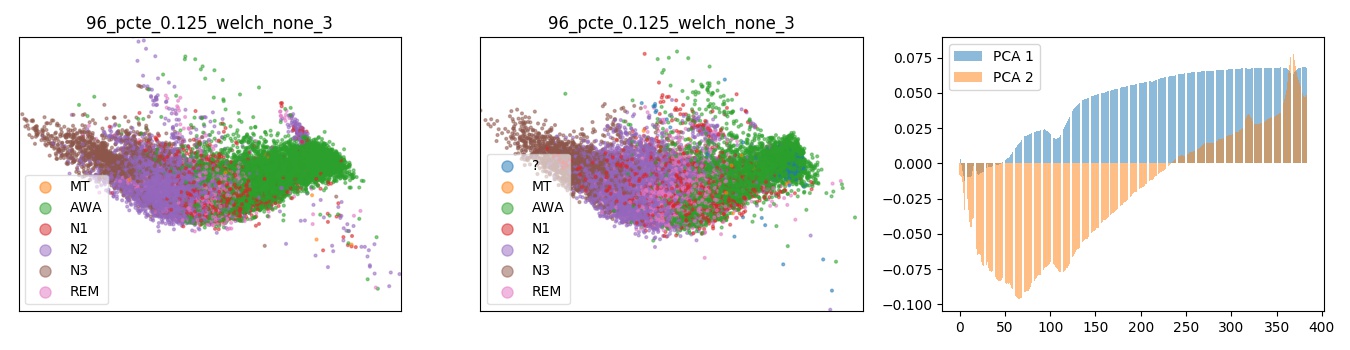 96_pcte_0.125_welch_none_3
MT
AWA
N1
N2
N3
REM
96_pcte_0.125_welch_none_3
?
MT
AWA
N1
N2
N3
REM
PCA 1
PCA 2
0.075
0.050
0.025
0.000
−0.025
−0.050
−0.075
−0.100
0 50 100 150 200 250 300 350 400